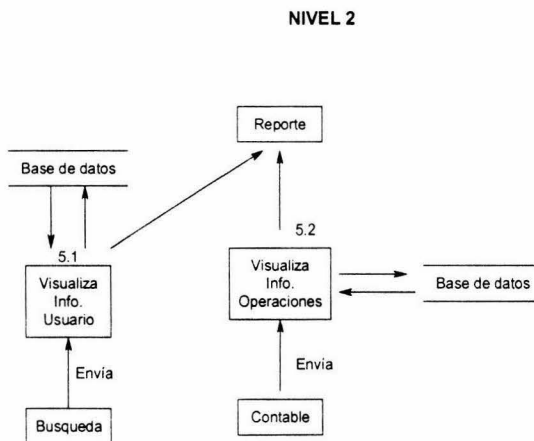 NIVEL 2
Reporte
Base de datos
5.1
Visualiza
Info.
Usuario
5.2
Visualiza
Info.
Operaciones
Base de datos
Envía
Envía
Busqueda
Contable